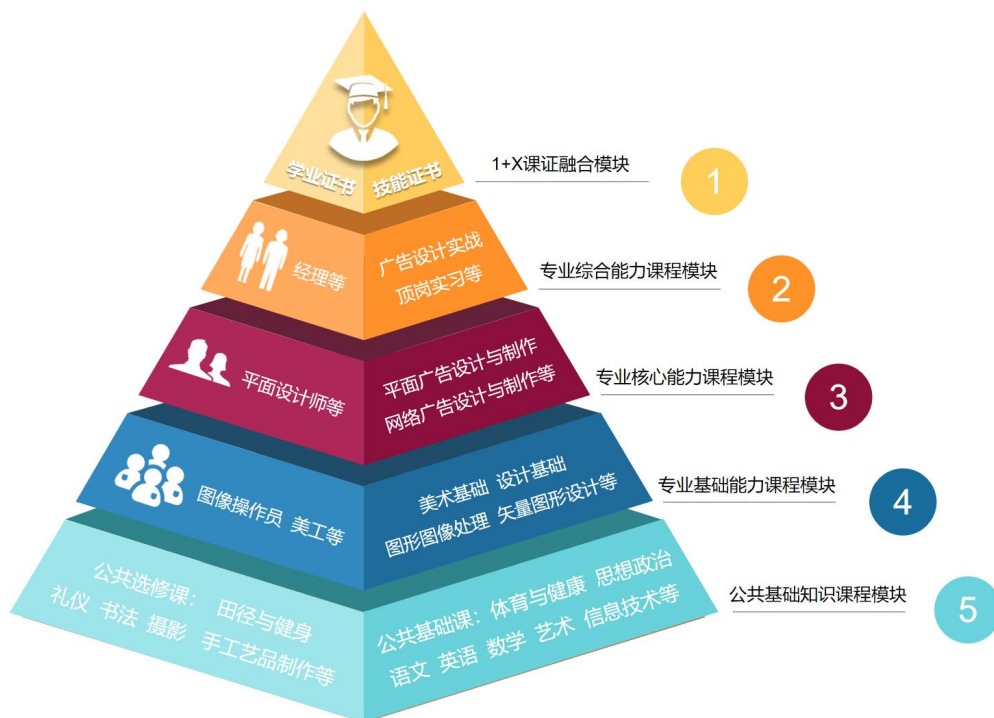 学业证书 技能证书
1+X课证融合模块
1
经理等
广告设计实战
顶岗实习等
专业综合能力课程模块
2
平面设计师等
平面广告设计与制作
网络广告设计与制作等
专业核心能力课程模块
3
图像操作员 美工等
美术基础 设计基础
图形图像处理 矢量图形设计等
专业基础能力课程模块
4
公共选修课： 田径与健身
礼仪 书法 摄影 手工艺品制作等
公共基础课：体育与健康 思想政治
语文 英语 数学 艺术 信息技术等
公共基础知识课程模块
5